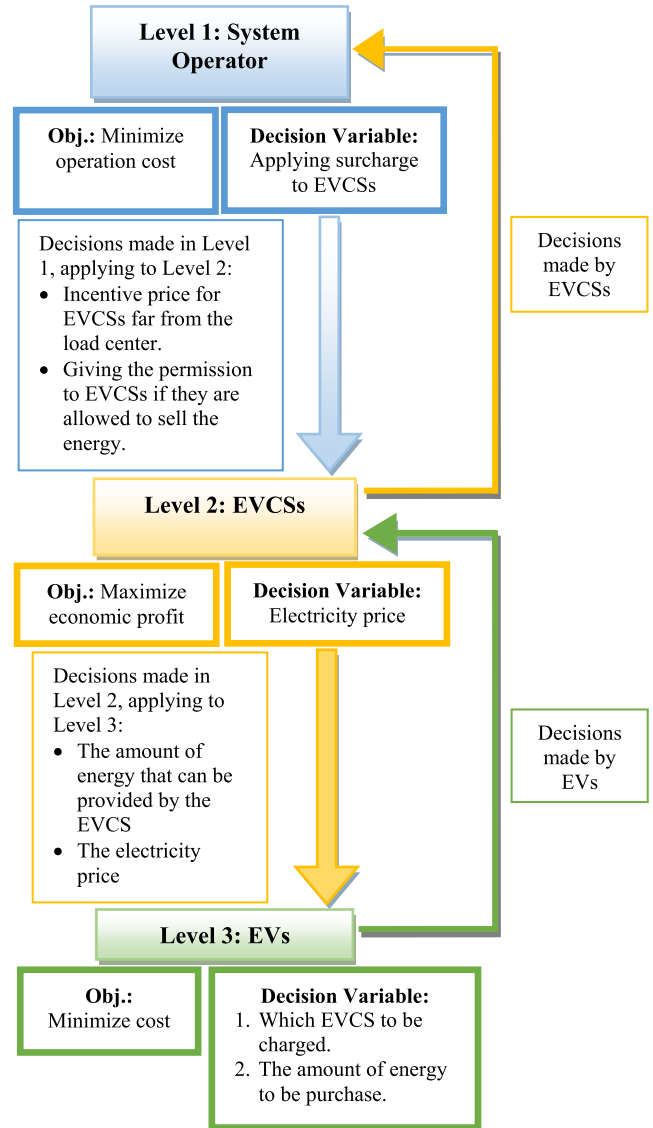 Level 1: System
Operator
Obj.: Minimize
operation cost
Decision Variable:
Applying surcharge
to EVCSs
Decisions made in Level
1, applying to Level 2:
• Incentive price for
EVCSs far from the
load center.
• Giving the permission
to EVCSs if they are
allowed to sell the
energy.
Decisions
made by
EVCSs
Level 2: EVCSs
Obj.: Maximize
economic profit
Decision Variable:
Electricity price
Decisions made in
Level 2, applying to
Level 3:
• The amount of
energy that can be
provided by the
EVCS
• The electricity
price
Decisions
made by
EVs
Level 3: EVs
Obj.:
Minimize cost
Decision Variable:
1. Which EVCS to be
charged.
2. The amount of energy
to be purchase.